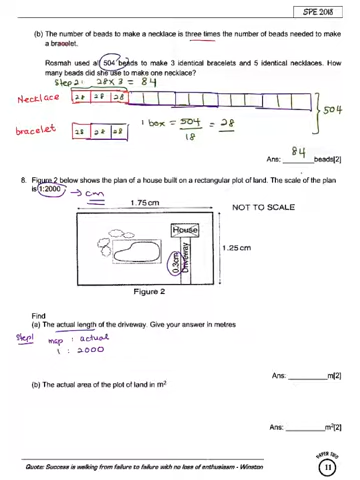 SPE 2018
(b) The number of beads to make a necklace is three times the number of beads needed to make
a bracelet.
Rosmah used all 504 beads to make 3 identical bracelets and 5 identical necklaces. How
many beads did she use to make one necklace?
Step 2: 28 x 3 = 84
Necklace 28 28 28
504
bracelet 28 28 28
1 box = 504/18 = 28
84
Ans: ______ beads[2]
8. Figure 2 below shows the plan of a house built on a rectangular plot of land. The scale of the plan
is 1:2000 → cm
1.75cm
NOT TO SCALE
House
0.3cm
Driveway
1.25 cm
Figure 2
Find
(a) The actual length of the driveway. Give your answer in metres
Step1 map : actual
1 : 2000
Ans: ______ m[2]
(b) The actual area of the plot of land in m²
Ans: ______ m²[2]
PAPER TWO
Quote: Success is walking from failure to failure with no loss of enthusiasm - Winston
11